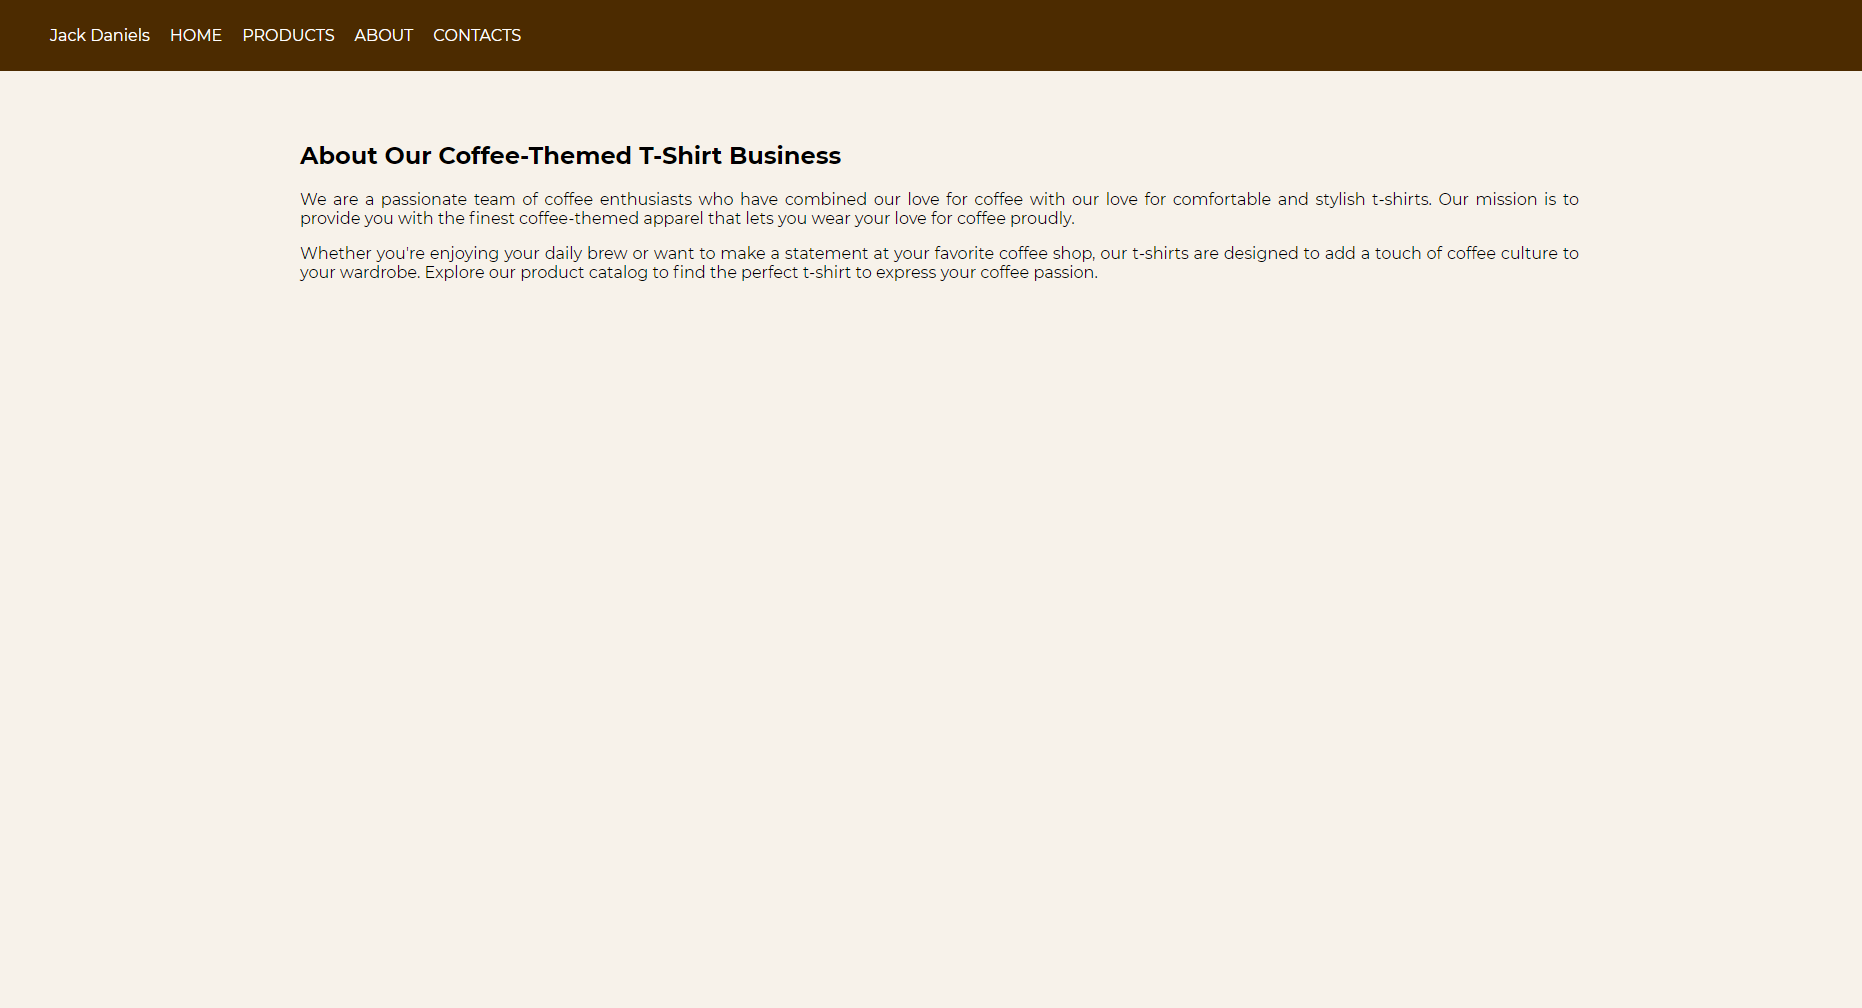 Jack Daniels HOME PRODUCTS ABOUT CONTACTS
About Our Coffee-Themed T-Shirt Business
We are a passionate team of coffee enthusiasts who have combined our love for coffee with our love for comfortable and stylish t-shirts. Our mission is to
provide you with the finest coffee-themed apparel that lets you wear your love for coffee proudly.
Whether you're enjoying your daily brew or want to make a statement at your favorite coffee shop, our t-shirts are designed to add a touch of coffee culture to
your wardrobe. Explore our product catalog to find the perfect t-shirt to express your coffee passion.